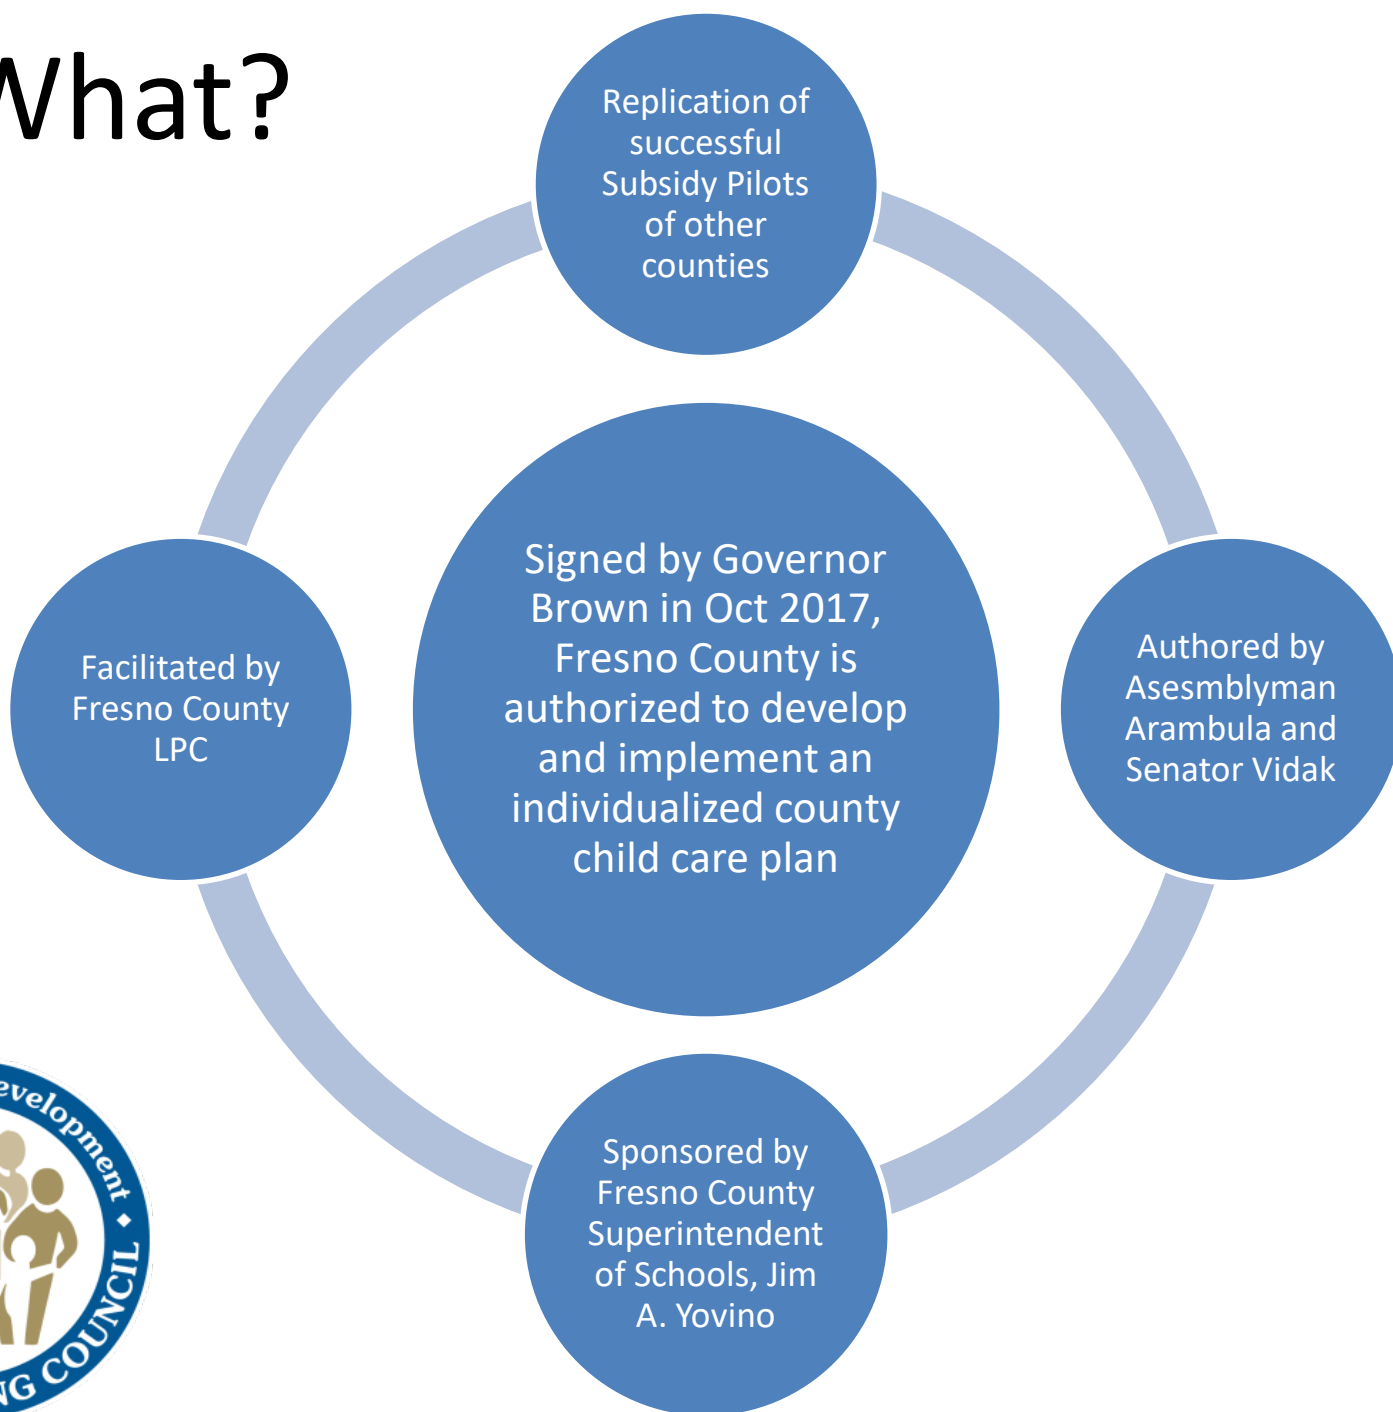 What?
Replication of
successful
Subsidy Pilots
of other
counties
Signed by Governor
Brown in Oct 2017,
Fresno County is
authorized to develop
and implement an
individualized county
child care plan
Authored by
Asesmblyman
Arambula and
Senator Vidak
Facilitated by
Fresno County
LPC
Sponsored by
Fresno County
Superintendent
of Schools, Jim
A. Yovino
evelopment
NG COUNCIL